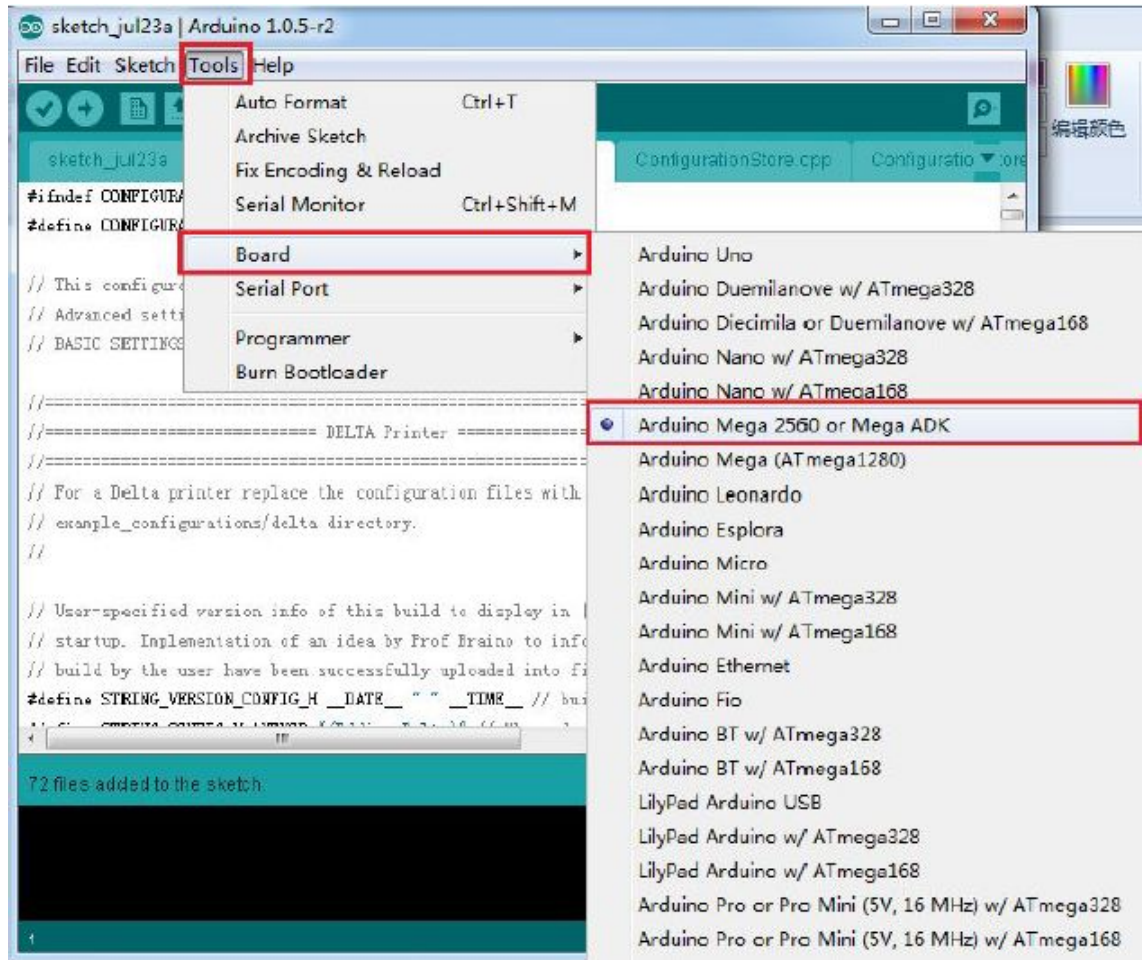 sketch_jul23a | Arduino 1.0.5-r2
File Edit Sketch Tools Help
Auto Format Ctrl+T
Archive Sketch
Fix Encoding & Reload
Serial Monitor Ctrl+Shift+M
Board
Serial Port
Programmer
Burn Bootloader
编辑颜色
sketch_jul23a ConfigurationStore.cpp
#ifndef
#define
// This
// Advanced
// BASIC SETTINGS
//============================== DELTA Printer ==============
// For a Delta printer replace the configuration files with
// example_configurations/delta directory.
//
// User-specified version info of this build to display in [
// startup. Implementation of an idea by Prof Braino to
// build by the user have been successfully uploaded into
#define STRING_VERSION_CONFIG_H __DATE__ " " __TIME__ //
72 files added to the sketch.
1
Arduino Uno
Arduino Duemilanove w/ ATmega328
Arduino Diecimila or Duemilanove w/ ATmega168
Arduino Nano w/ ATmega328
Arduino Nano w/ ATmega168
Arduino Mega 2560 or Mega ADK
Arduino Mega (ATmega1280)
Arduino Leonardo
Arduino Esplora
Arduino Micro
Arduino Mini w/ ATmega328
Arduino Mini w/ ATmega168
Arduino Ethernet
Arduino Fio
Arduino BT w/ ATmega328
Arduino BT w/ ATmega168
LilyPad Arduino USB
LilyPad Arduino w/ ATmega328
LilyPad Arduino w/ ATmega168
Arduino Pro or Pro Mini (5V, 16 MHz) w/ ATmega328
Arduino Pro or Pro Mini (5V, 16 MHz) w/ ATmega168